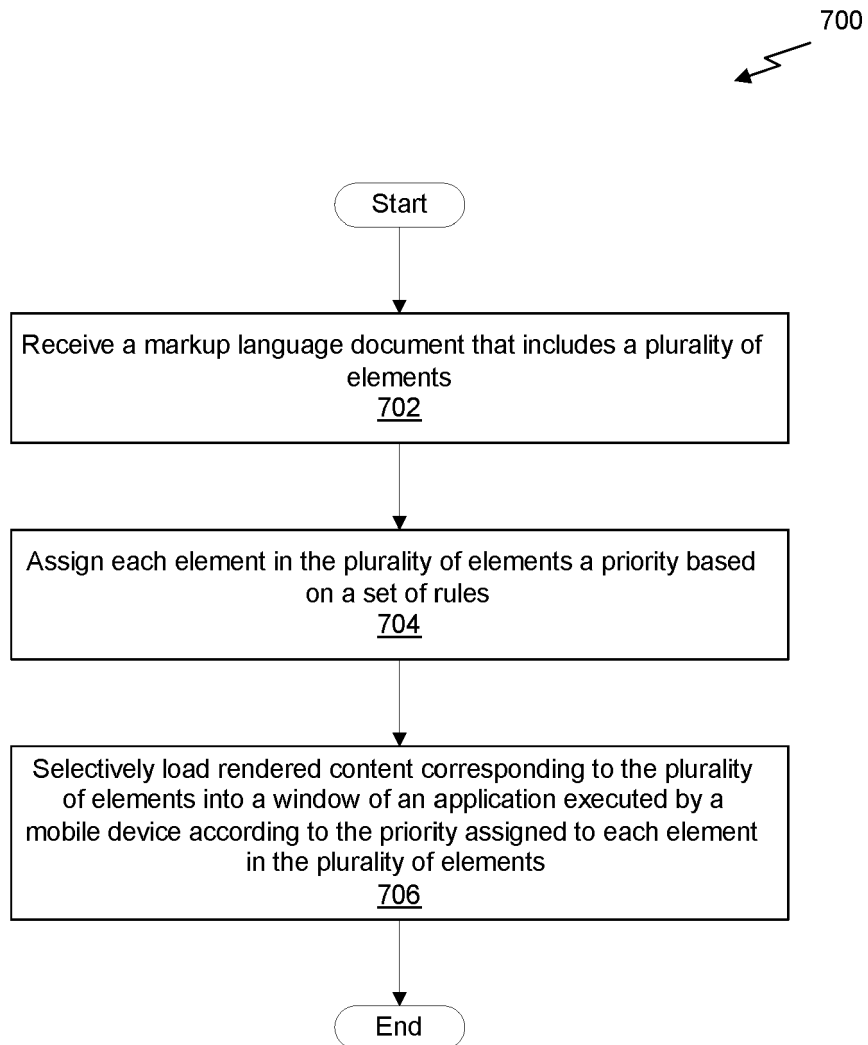 700
Start
Receive a markup language document that includes a plurality of
elements
702
Assign each element in the plurality of elements a priority based
on a set of rules
704
Selectively load rendered content corresponding to the plurality
of elements into a window of an application executed by a
mobile device according to the priority assigned to each element
in the plurality of elements
706
End